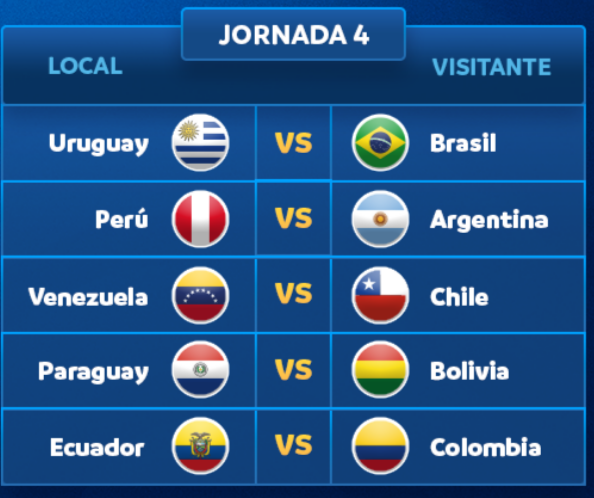 JORNADA 4
LOCAL VISITANTE
Uruguay VS Brasil
Perú VS Argentina
Venezuela VS Chile
Paraguay VS Bolivia
Ecuador VS Colombia